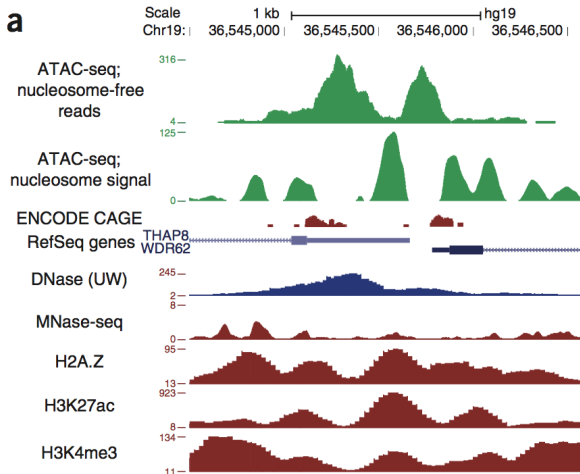 a
Scale 1 kb hg19
Chr19: 36,545,000 36,545,500 36,546,000 36,546,500
ATAC-seq;
nucleosome-free
reads
316
4
ATAC-seq;
nucleosome signal
125
0
ENCODE CAGE
RefSeq genes
THAP8
WDR62
DNase (UW)
245
2
MNase-seq
8
0
H2A.Z
95
13
H3K27ac
923
8
H3K4me3
134
11